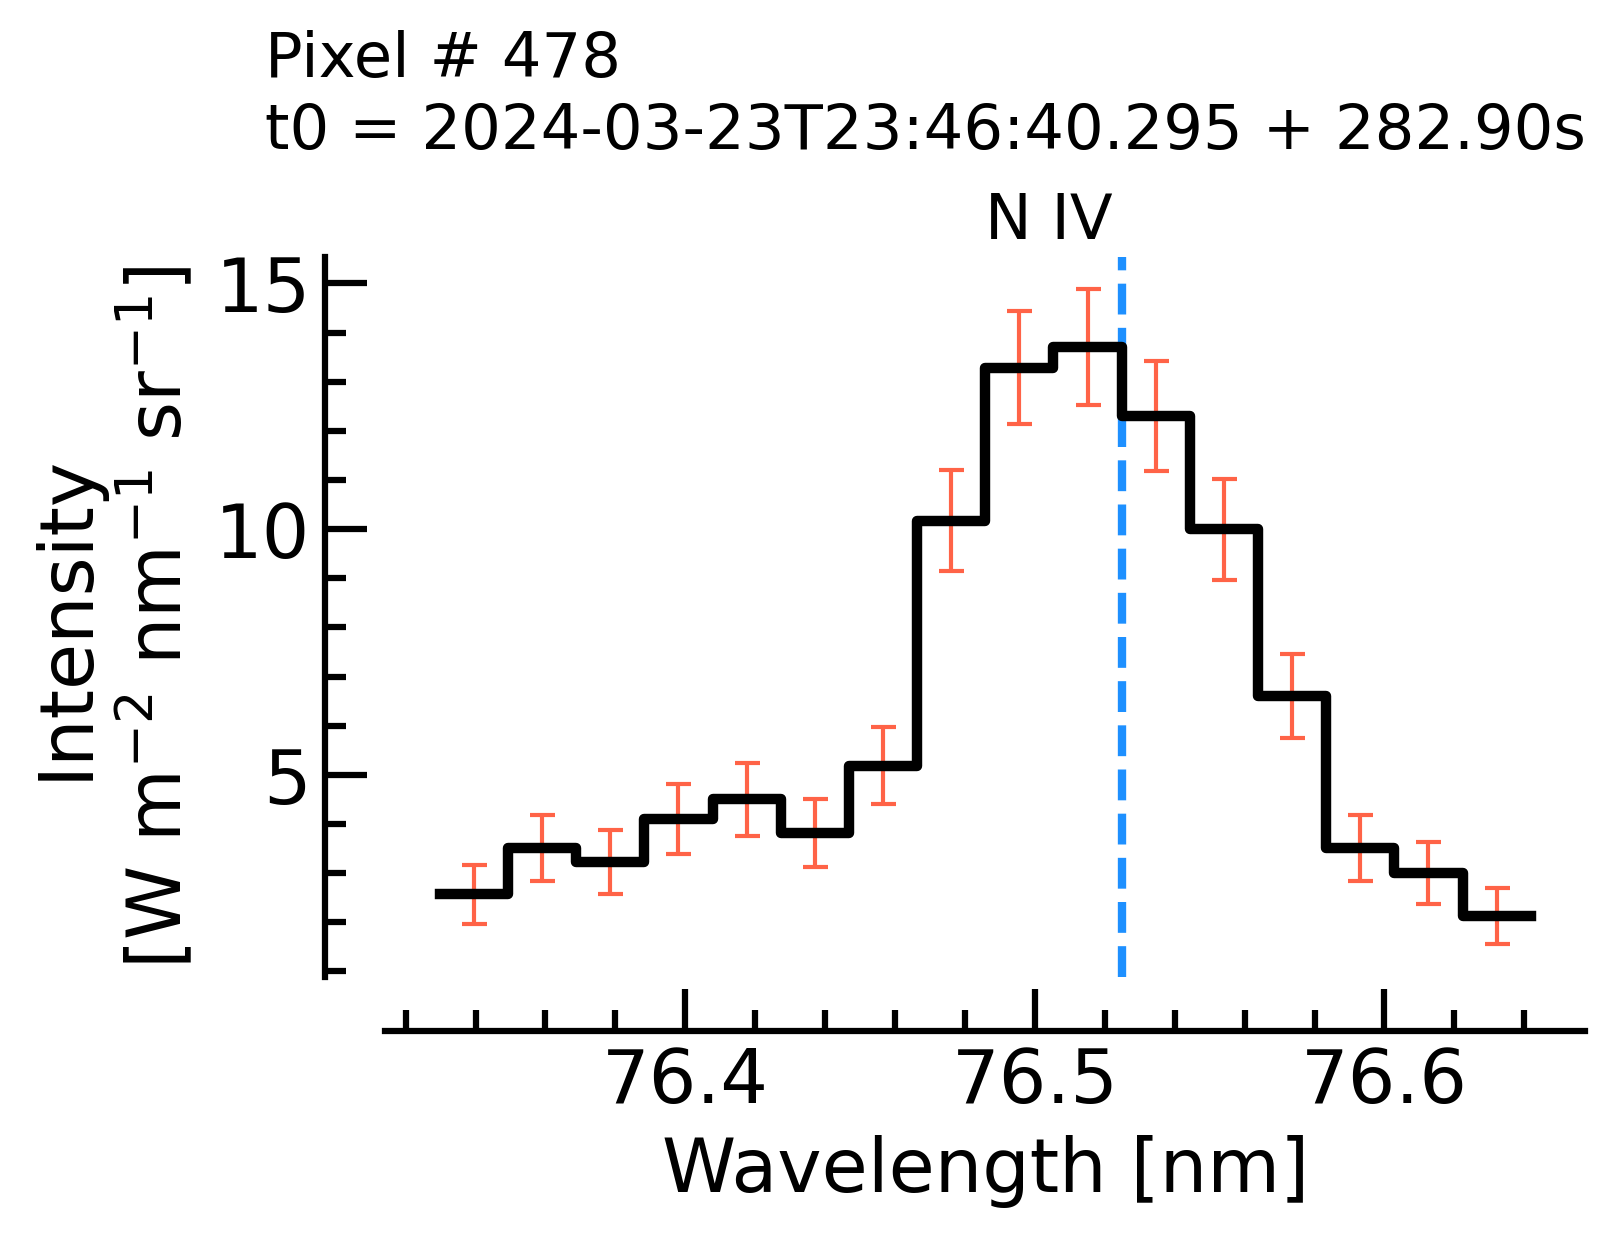 Pixel # 478
t0 = 2024-03-23T23:46:40.295 + 282.90s
N IV
Intensity
[W m⁻² nm⁻¹ sr⁻¹]
15
10
5
76.4 76.5 76.6
Wavelength [nm]